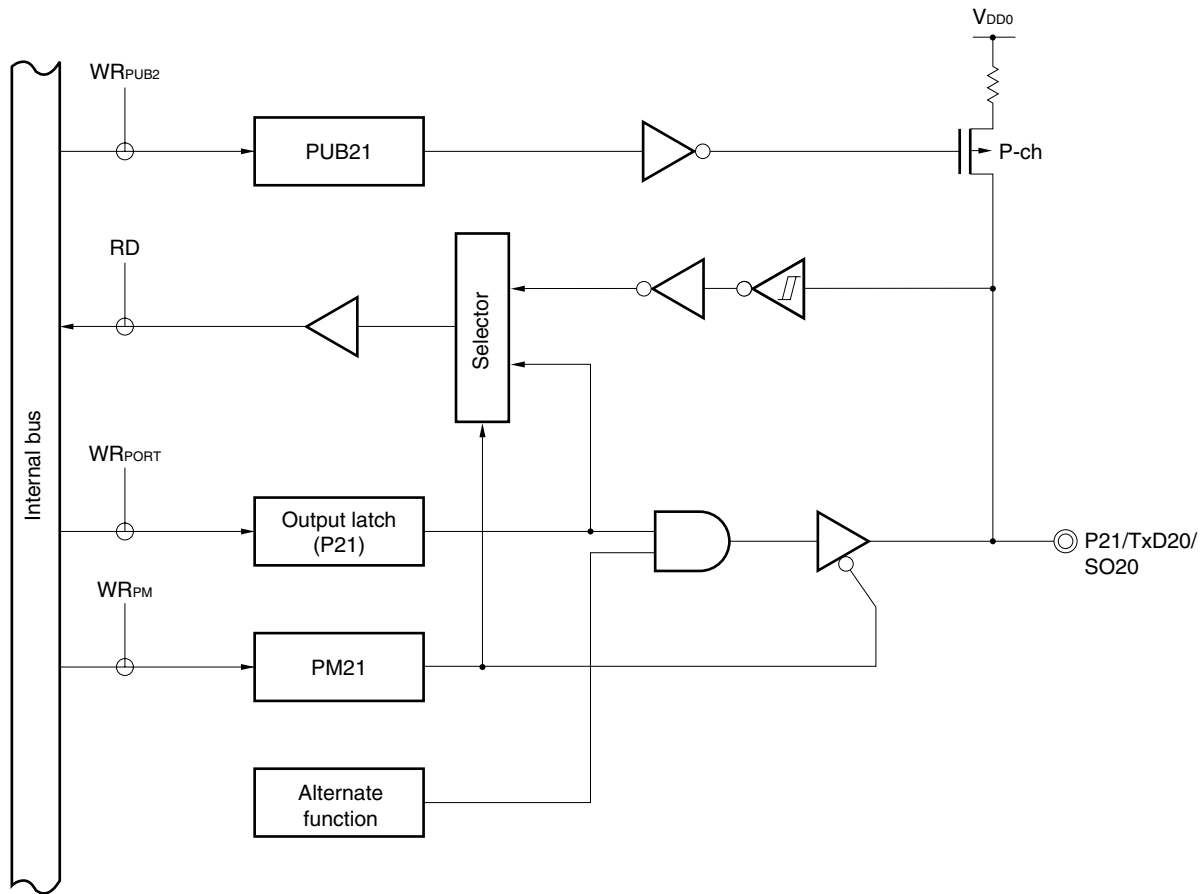 VDD0
WRPUB2
PUB21
P-ch
RD
Selector
Internal bus
WRPORT
Output latch
(P21)
P21/TxD20/
SO20
WRPM
PM21
Alternate
function